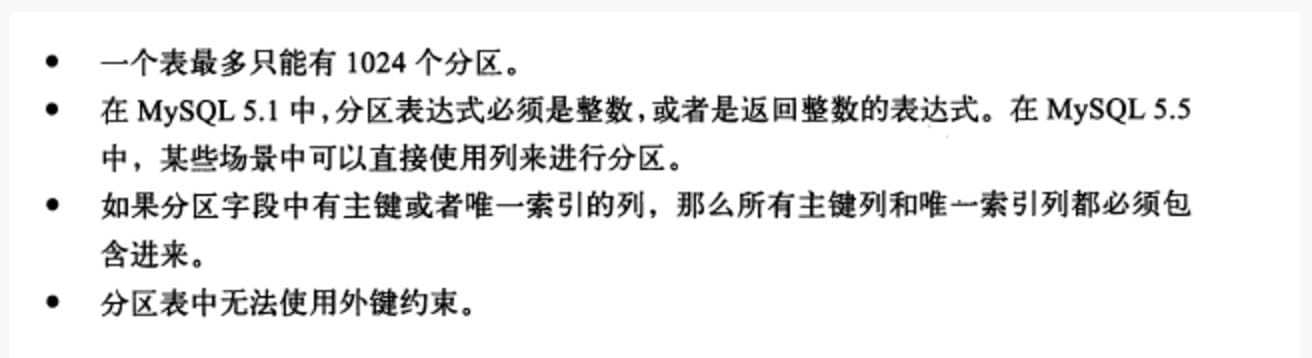 • 一个表最多只能有 1024 个分区。
• 在 MySQL 5.1 中，分区表达式必须是整数，或者是返回整数的表达式。在 MySQL 5.5
中，某些场景中可以直接使用列来进行分区。
• 如果分区字段中有主键或者唯一索引的列，那么所有主键列和唯一索引列都必须包
含进来。
• 分区表中无法使用外键约束。